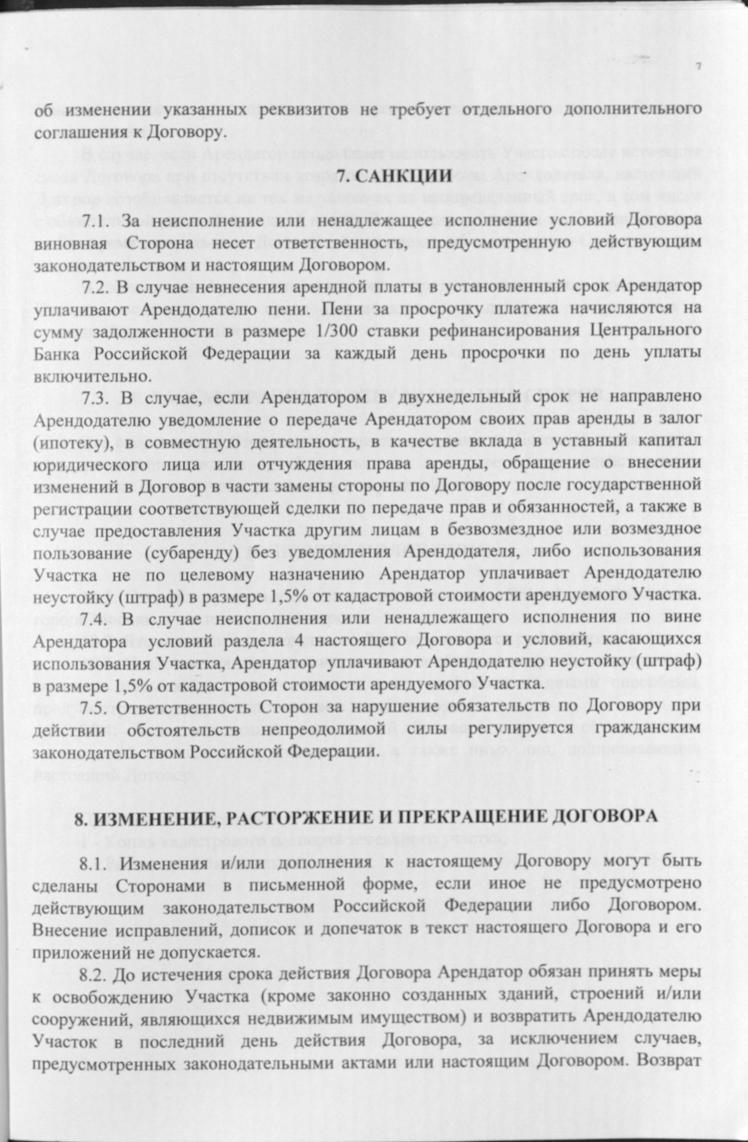 7
об изменении указанных реквизитов не требует отдельного дополнительного
соглашения к Договору.
7. САНКЦИИ
7.1. За неисполнение или ненадлежащее исполнение условий Договора
виновная Сторона несет ответственность, предусмотренную действующим
законодательством и настоящим Договором.
7.2. В случае невнесения арендной платы в установленный срок Арендатор
уплачивают Арендодателю пени. Пени за просрочку платежа начисляются на
сумму задолженности в размере 1/300 ставки рефинансирования Центрального
Банка Российской Федерации за каждый день просрочки по день уплаты
включительно.
7.3. В случае, если Арендатором в двухнедельный срок не направлено
Арендодателю уведомление о передаче Арендатором своих прав аренды в залог
(ипотеку), в совместную деятельность, в качестве вклада в уставный капитал
юридического лица или отчуждения права аренды, обращение о внесении
изменений в Договор в части замены стороны по Договору после государственной
регистрации соответствующей сделки по передаче прав и обязанностей, а также в
случае предоставления Участка другим лицам в безвозмездное или возмездное
пользование (субаренду) без уведомления Арендодателя, либо использования
Участка не по целевому назначению Арендатор уплачивает Арендодателю
неустойку (штраф) в размере 1,5% от кадастровой стоимости арендуемого Участка.
7.4. В случае неисполнения или ненадлежащего исполнения по вине
Арендатора условий раздела 4 настоящего Договора и условий, касающихся
использования Участка, Арендатор уплачивают Арендодателю неустойку (штраф)
в размере 1,5% от кадастровой стоимости арендуемого Участка.
7.5. Ответственность Сторон за нарушение обязательств по Договору при
действии обстоятельств непреодолимой силы регулируется гражданским
законодательством Российской Федерации.
8. ИЗМЕНЕНИЕ, РАСТОРЖЕНИЕ И ПРЕКРАЩЕНИЕ ДОГОВОРА
8.1. Изменения и/или дополнения к настоящему Договору могут быть
сделаны Сторонами в письменной форме, если иное не предусмотрено
действующим законодательством Российской Федерации либо Договором.
Внесение исправлений, дописок и допечаток в текст настоящего Договора и его
приложений не допускается.
8.2. До истечения срока действия Договора Арендатор обязан принять меры
к освобождению Участка (кроме законно созданных зданий, строений и/или
сооружений, являющихся недвижимым имуществом) и возвратить Арендодателю
Участок в последний день действия Договора, за исключением случаев,
предусмотренных законодательными актами или настоящим Договором. Возврат